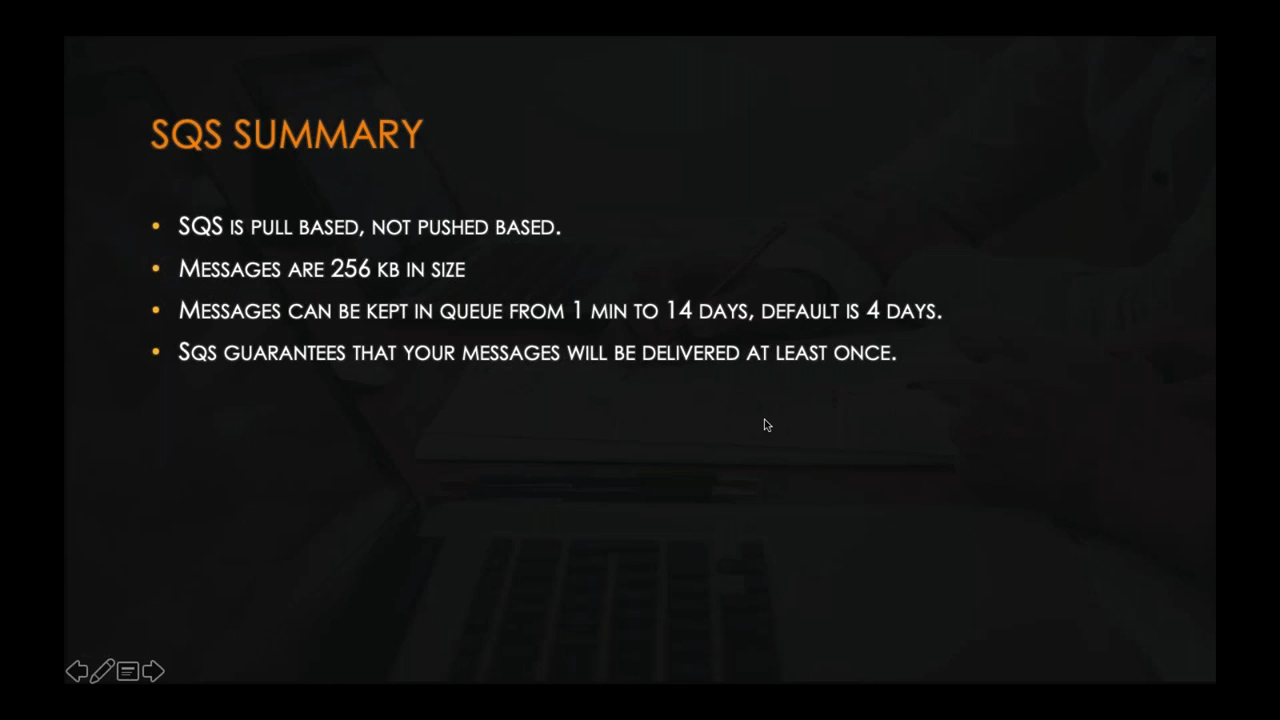 SQS SUMMARY
• SQS IS PULL BASED, NOT PUSHED BASED.
• MESSAGES ARE 256 KB IN SIZE
• MESSAGES CAN BE KEPT IN QUEUE FROM 1 MIN TO 14 DAYS, DEFAULT IS 4 DAYS.
• SQS GUARANTEES THAT YOUR MESSAGES WILL BE DELIVERED AT LEAST ONCE.